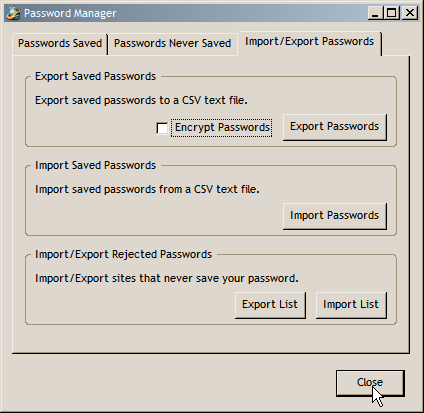 Password Manager
Passwords Saved Passwords Never Saved Import/Export Passwords
Export Saved Passwords
Export saved passwords to a CSV text file.
Encrypt Passwords Export Passwords
Import Saved Passwords
Import saved passwords from a CSV text file.
Import Passwords
Import/Export Rejected Passwords
Import/Export sites that never save your password.
Export List Import List
Close